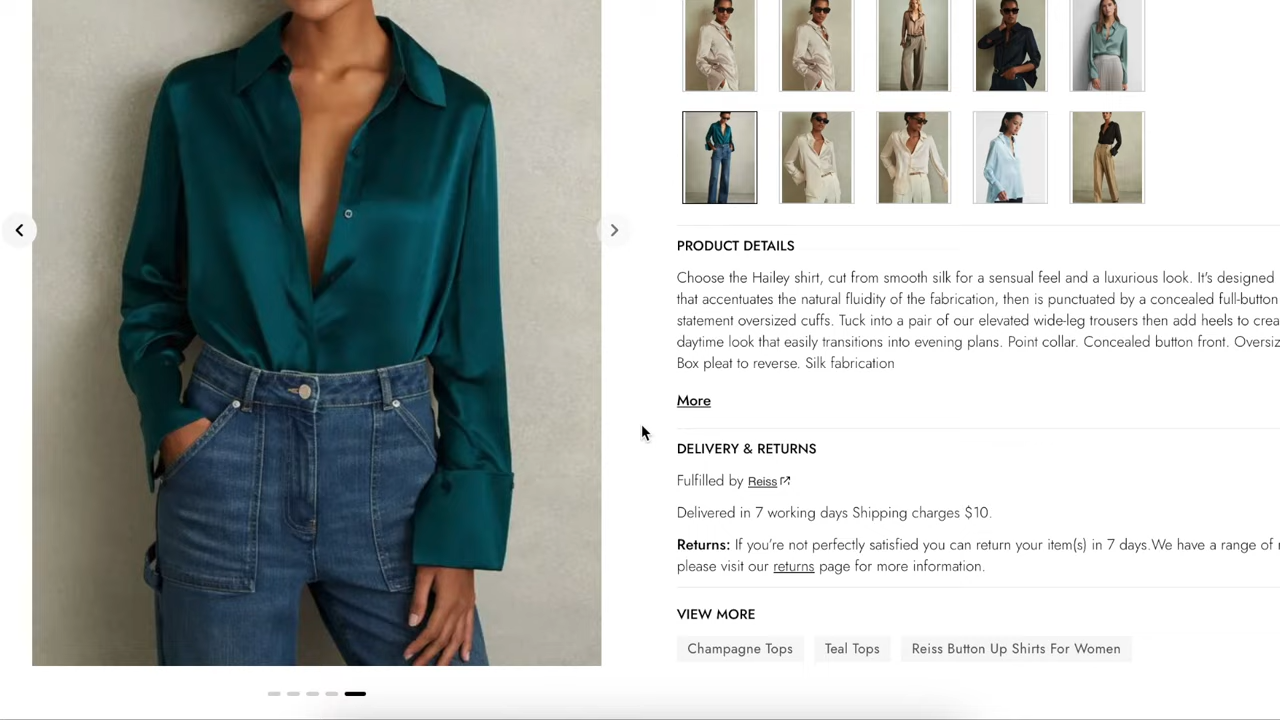 PRODUCT DETAILS
Choose the Hailey shirt, cut from smooth silk for a sensual feel and a luxurious look. It's designed
that accentuates the natural fluidity of the fabrication, then is punctuated by a concealed full-button
statement oversized cuffs. Tuck into a pair of our elevated wide-leg trousers then add heels to
daytime look that easily transitions into evening plans. Point collar. Concealed button front.
Box pleat to reverse. Silk fabrication
More
DELIVERY & RETURNS
Fulfilled by Reiss
Delivered in 7 working days Shipping charges $10.
Returns: If you're not perfectly satisfied you can return your item(s) in 7 days.We have a range of
please visit our returns page for more information.
VIEW MORE
Champagne Tops
Teal Tops
Reiss Button Up Shirts For Women